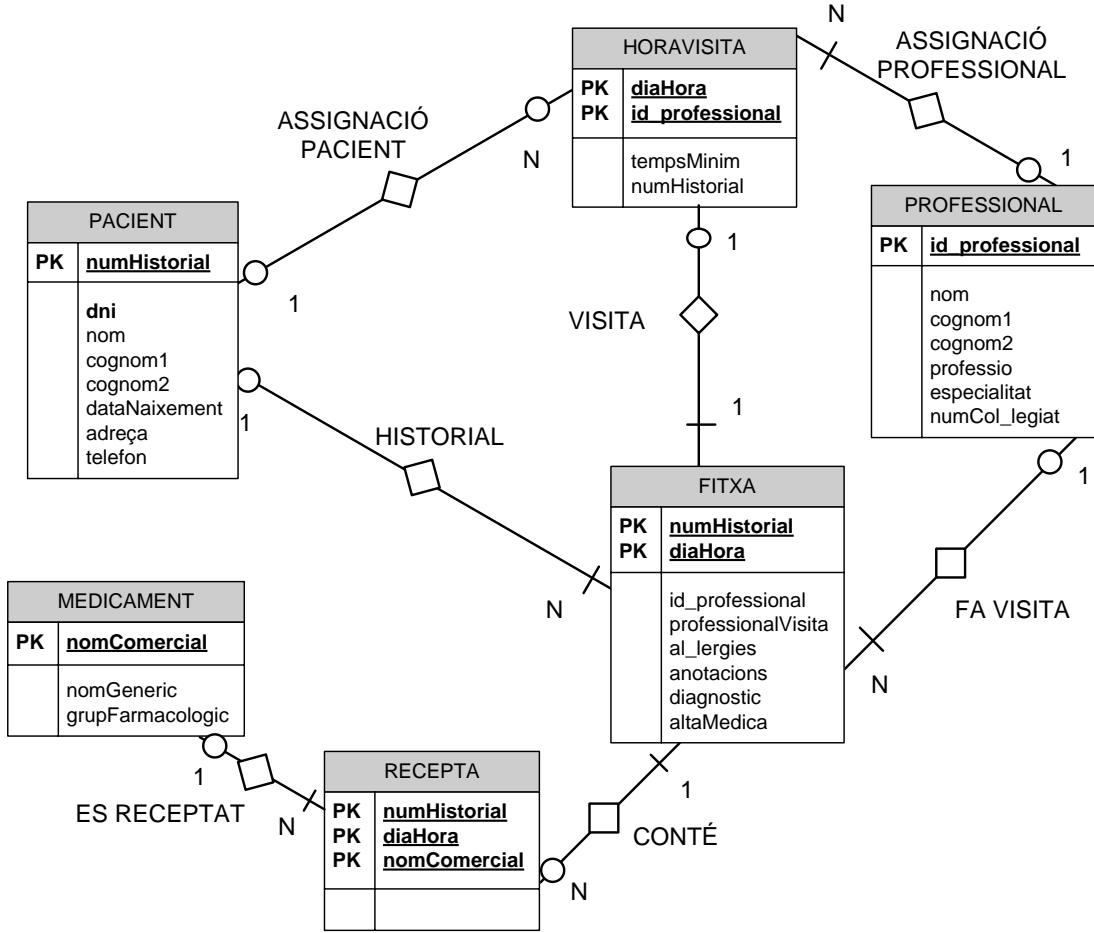 N
HORAVISITA
PK diaHora
PK id_professional
tempsMinim
numHistorial
ASSIGNACIÓ
PROFESSIONAL
ASSIGNACIÓ
PACIENT
N
1
PACIENT
PK numHistorial
dni
nom
cognom1
cognom2
dataNaixement
adreça
telefon
1
1
PROFESSIONAL
PK id_professional
nom
cognom1
cognom2
professio
especialitat
numCol_legiat
1
1
VISITA
1
HISTORIAL
N
FITXA
PK numHistorial
PK diaHora
id_professional
professionalVisita
al_lergies
anotacions
diagnostic
altaMedica
FA VISITA
N
MEDICAMENT
PK nomComercial
nomGeneric
grupFarmacologic
1
ES RECEPTAT
N
RECEPTA
PK numHistorial
PK diaHora
PK nomComercial
1
CONTÉ
N